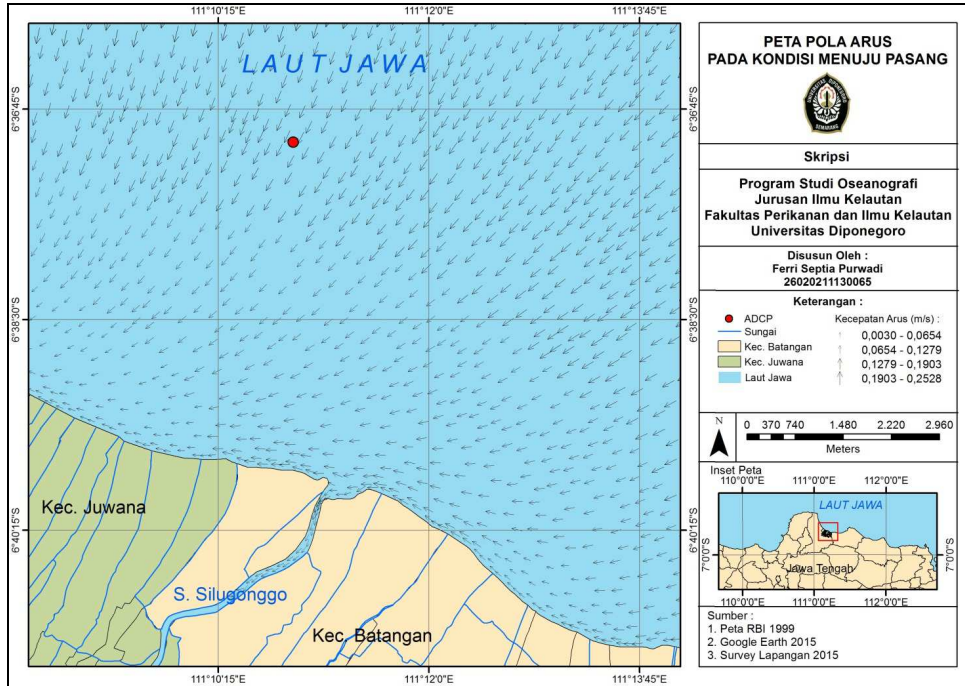 111°10'15"E 111°12'0"E 111°13'45"E
6°36'45"S
6°38'30"S
6°40'15"S
LAUT JAWA
Kec. Juwana
S. Silugonggo
Kec. Batangan
6°36'45"S
6°38'30"S
6°40'15"S
111°10'15"E 111°12'0"E 111°13'45"E
PETA POLA ARUS
PADA KONDISI MENUJU PASANG
UNIVERSITAS DIPONEGORO
SEMARANG
Skripsi
Program Studi Oseanografi
Jurusan Ilmu Kelautan
Fakultas Perikanan dan Ilmu Kelautan
Universitas Diponegoro
Disusun Oleh :
Ferri Septia Purwadi
26020211130065
Keterangan :
ADCP
Sungai
Kec. Batangan
Kec. Juwana
Laut Jawa
Kecepatan Arus (m/s) :
0,0030 - 0,0654
0,0654 - 0,1279
0,1279 - 0,1903
0,1903 - 0,2528
N
0 370 740 1.480 2.220 2.960
Meters
Inset Peta
110°0'0"E 111°0'0"E 112°0'0"E
LAUT JAWA
7°0'0"S
Jawa Tengah
7°0'0"S
110°0'0"E 111°0'0"E 112°0'0"E
Sumber :
1. Peta RBI 1999
2. Google Earth 2015
3. Survey Lapangan 2015